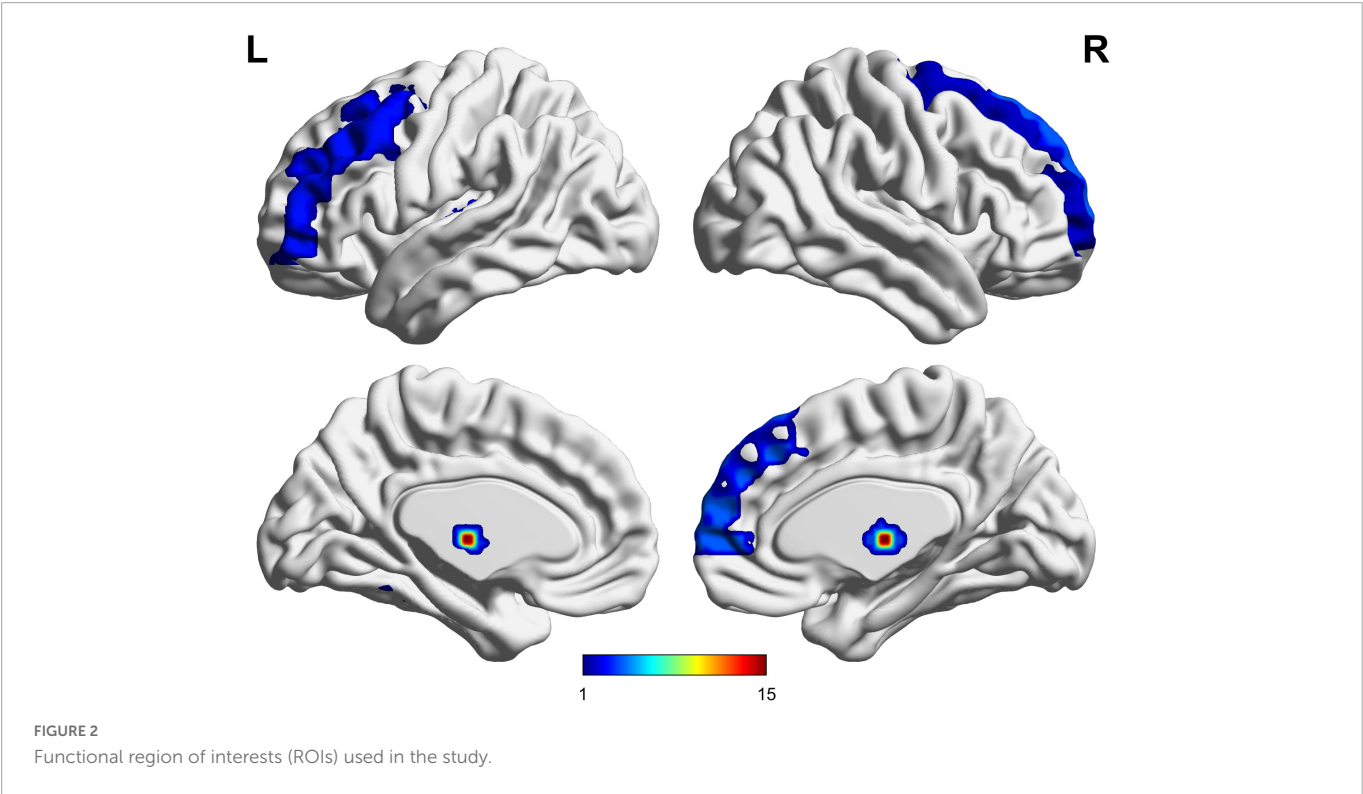 L
R
1
15
FIGURE 2
Functional region of interests (ROIs) used in the study.